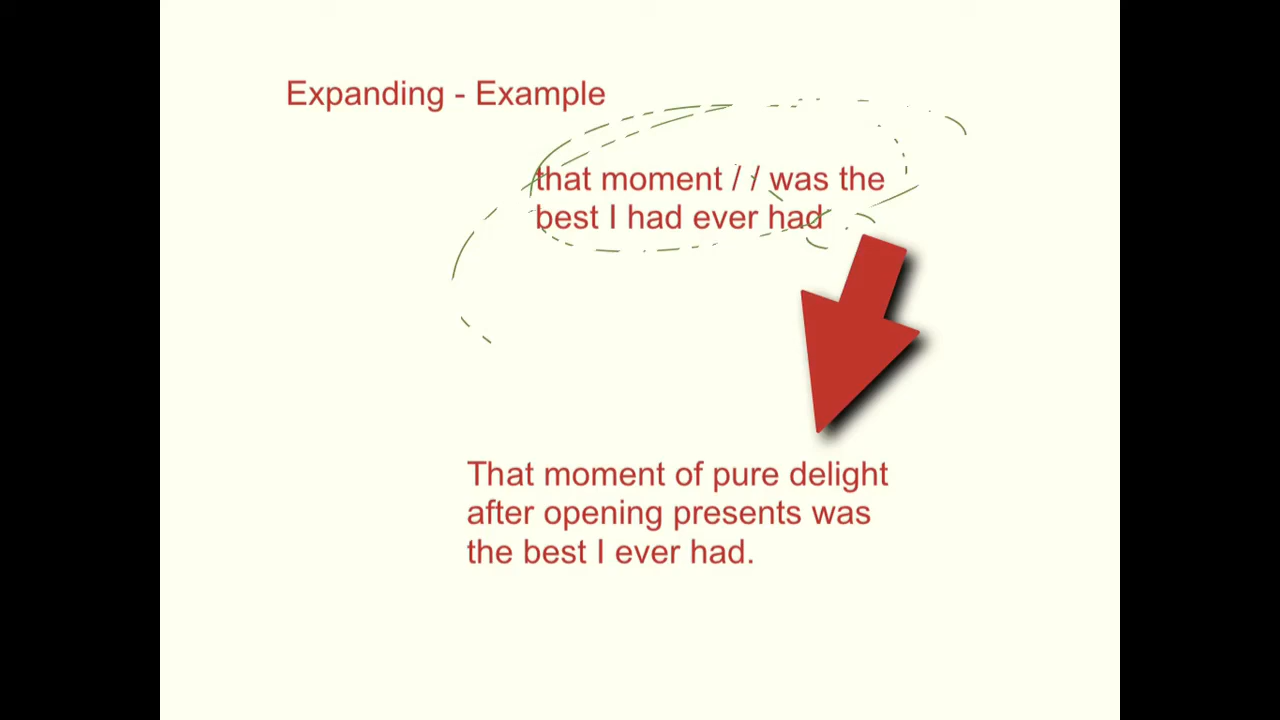 Expanding - Example
that moment / / was the
best I had ever had
That moment of pure delight
after opening presents was
the best I ever had.